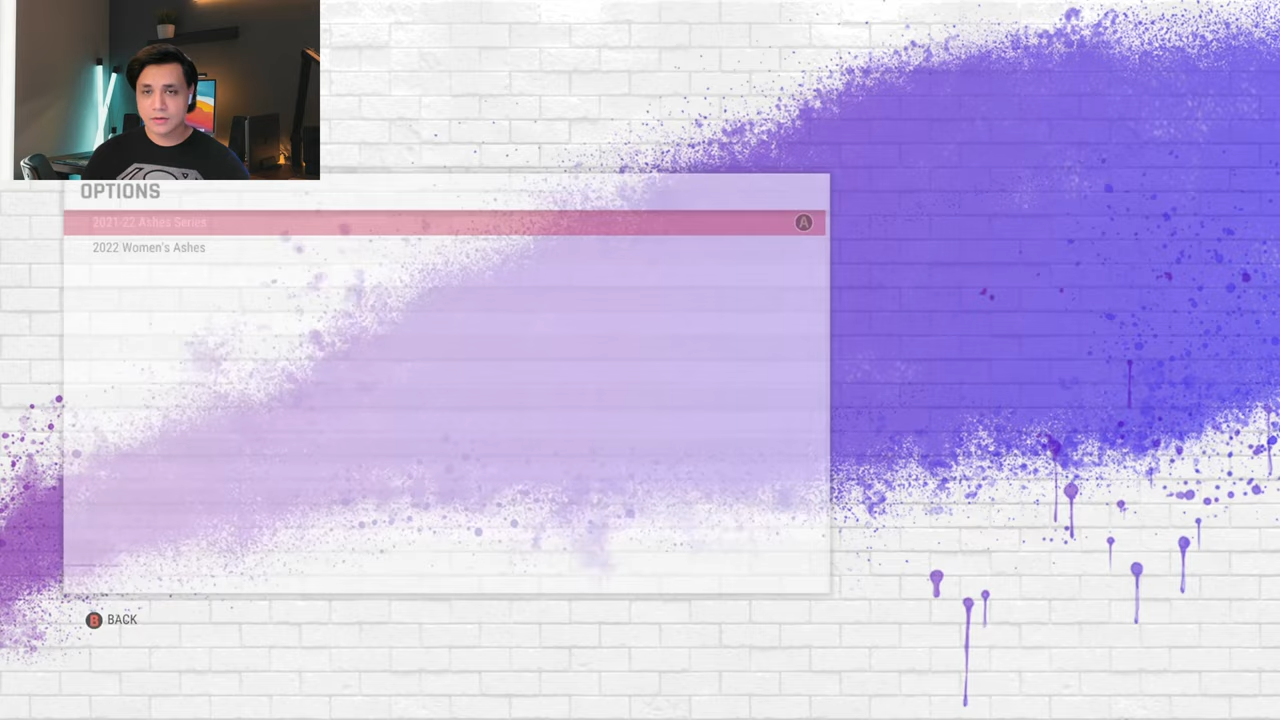 OPTIONS
2021-22 Ashes Series
A
2022 Women's Ashes
B BACK